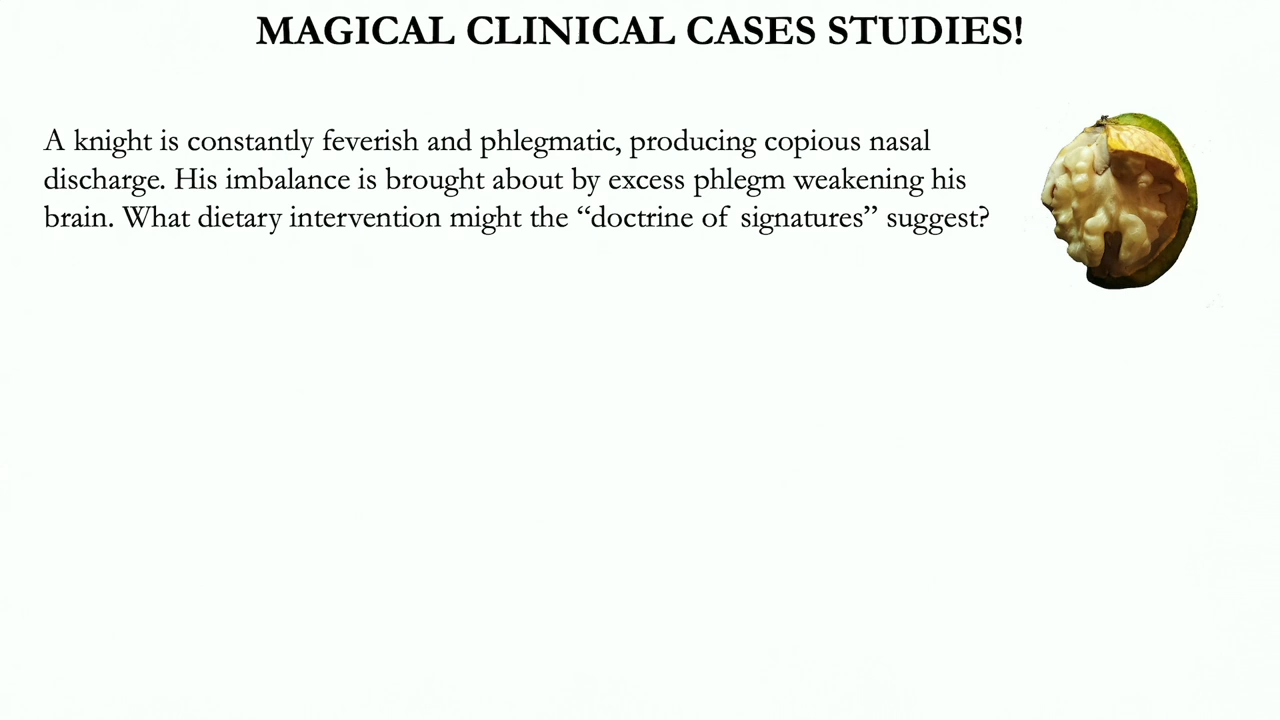 MAGICAL CLINICAL CASES STUDIES!
A knight is constantly feverish and phlegmatic, producing copious nasal
discharge. His imbalance is brought about by excess phlegm weakening his
brain. What dietary intervention might the “doctrine of signatures” suggest?